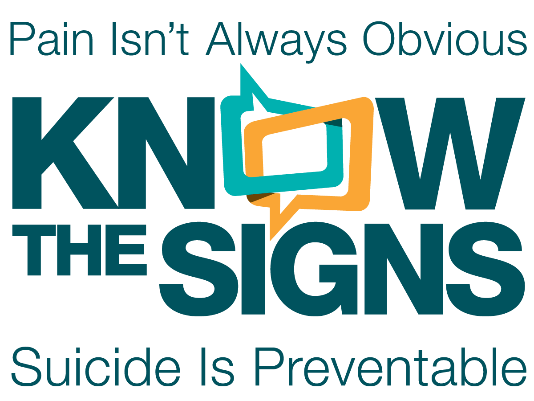 Pain Isn't Always Obvious
KNOW
THE SIGNS
Suicide Is Preventable